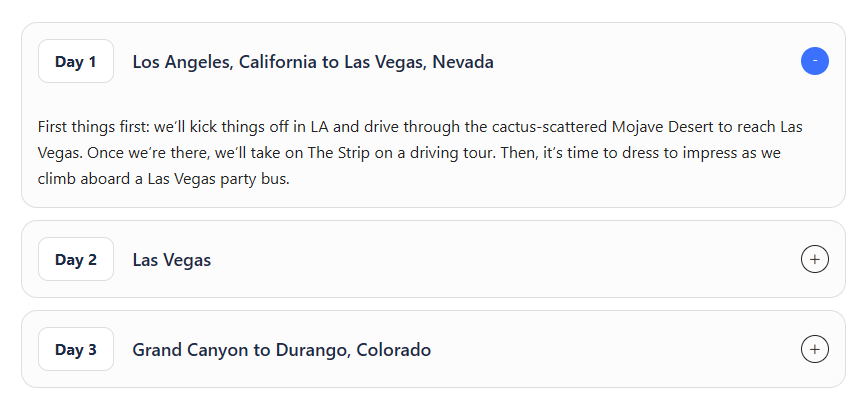 Day 1 Los Angeles, California to Las Vegas, Nevada -
First things first: we’ll kick things off in LA and drive through the cactus-scattered Mojave Desert to reach Las
Vegas. Once we’re there, we’ll take on The Strip on a driving tour. Then, it’s time to dress to impress as we
climb aboard a Las Vegas party bus.
Day 2 Las Vegas +
Day 3 Grand Canyon to Durango, Colorado +